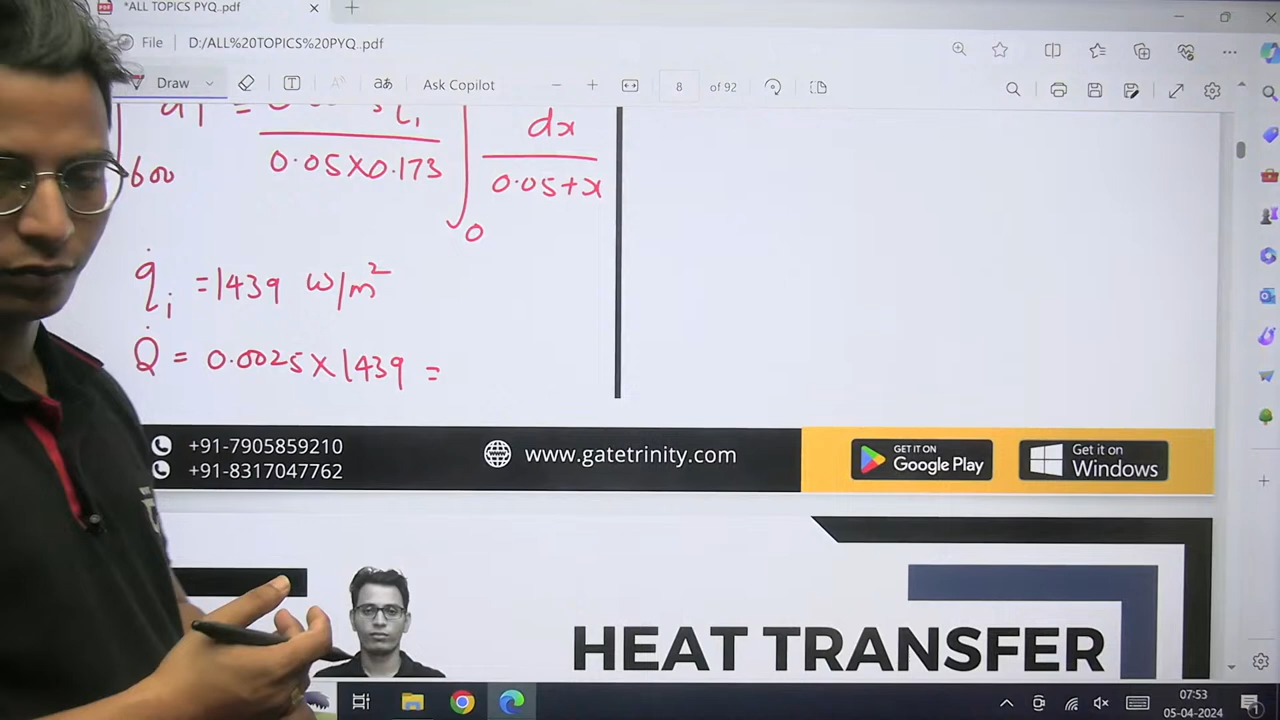 *ALL TOPICS PYQ..pdf
File | D:/ALL%20TOPICS%20PYQ..pdf
Draw
Ask Copilot
8 of 92
dx
0.05×0.173
0.05+x
600
0
q̇i = 1439 w/m²
Q̇ = 0.0025×1439 =
+91-7905859210
+91-8317047762
www.gatetrinity.com
GET IT ON
Google Play
Get it on
Windows
HEAT TRANSFER
07:53
05-04-2024